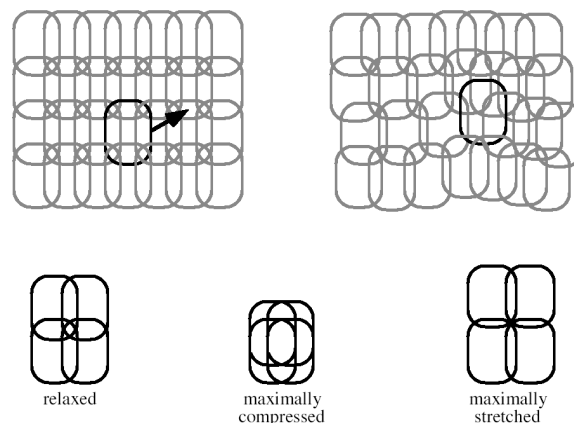 relaxed
maximally
compressed
maximally
stretched